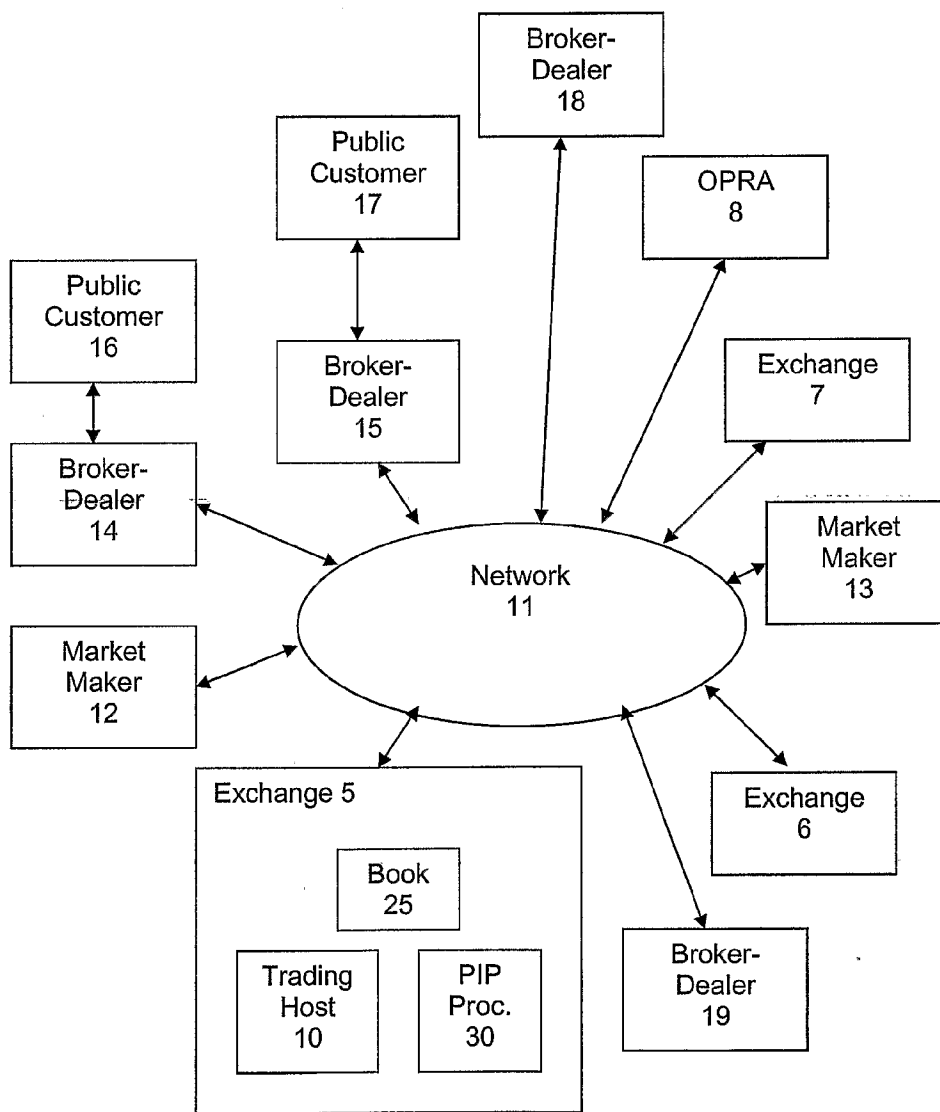 Broker-
Dealer
18
Public
Customer
17
OPRA
8
Public
Customer
16
Broker-
Dealer
15
Exchange
7
Broker-
Dealer
14
Market
Maker
13
Network
11
Market
Maker
12
Exchange 5
Exchange
6
Book
25
Trading
Host
10
PIP
Proc.
30
Broker-
Dealer
19